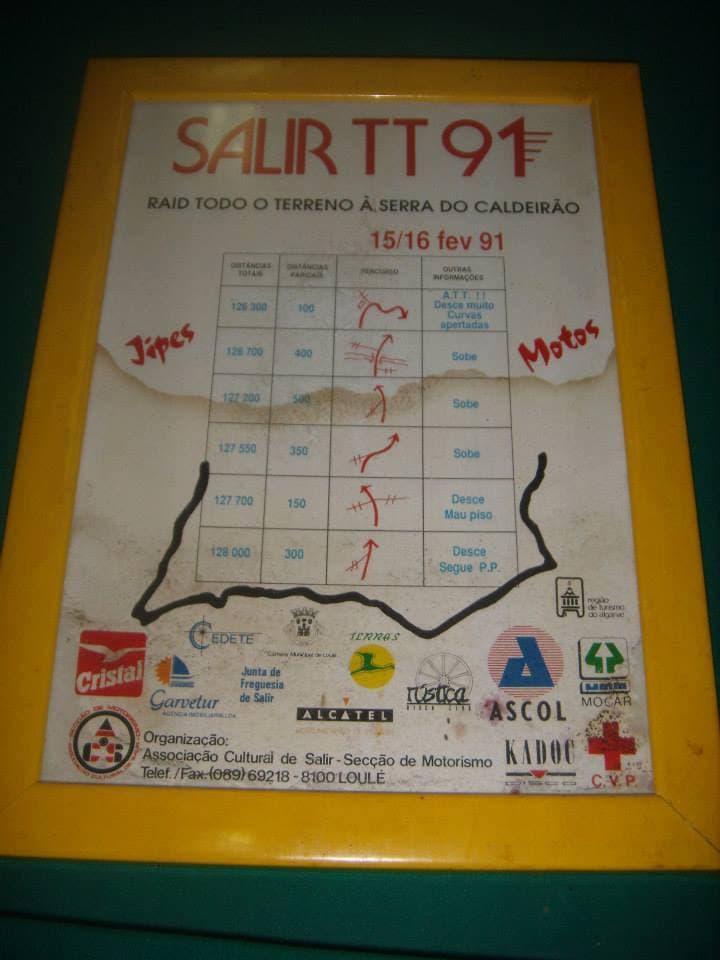 SALIR TT 91
RAID TODO O TERRENO À SERRA DO CALDEIRÃO
15/16 fev 91
DISTÂNCIAS TOTAIS DISTÂNCIAS PARCIAIS PERCURSO OUTRAS INFORMAÇÕES
126 300 100 A.T.T. !! Desce muito Curvas apertadas
126 700 400 Sobe
127 200 500 Sobe
127 550 350 Sobe
127 700 150 Desce Mau piso
128 000 300 Desce Segue P.P.
Jipes
Motos
região
de turismo
do algarve
Cristal
CEDETE
Câmara Municipal de Loulé
Garvetur
AGÊNCIA IMOBILIÁRIA, LDA
Junta de
Freguesia
de Salir
ALCATEL
rústica
ASCOL
MOCAR
KADOC
DISCO
C.V.P.
Organização:
Associação Cultural de Salir - Secção de Motorismo
Telef./Fax.(089) 69218 - 8100 LOULÉ